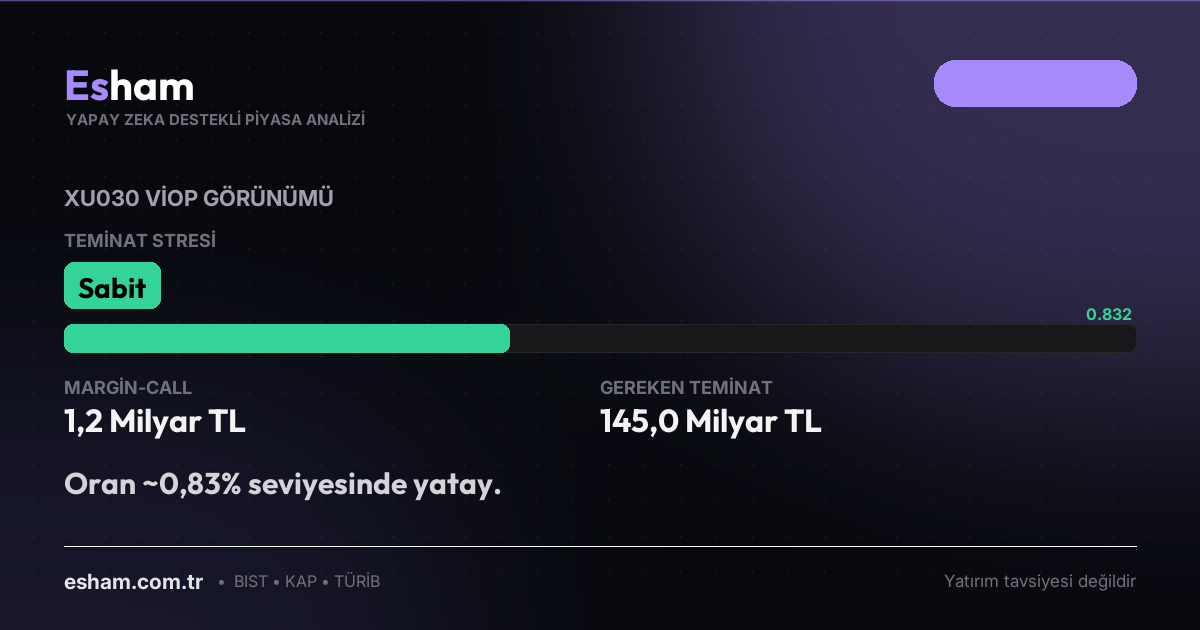 Esham
YAPAY ZEKA DESTEKLİ PİYASA ANALİZİ
XU030 VİOP GÖRÜNÜMÜ
TEMİNAT STRESİ
Sabit
0.832
MARGİN-CALL
1,2 Milyar TL
GEREKEN TEMİNAT
145,0 Milyar TL
Oran ~0,83% seviyesinde yatay.
esham.com.tr • BIST • KAP • TÜRİB
Yatırım tavsiyesi değildir